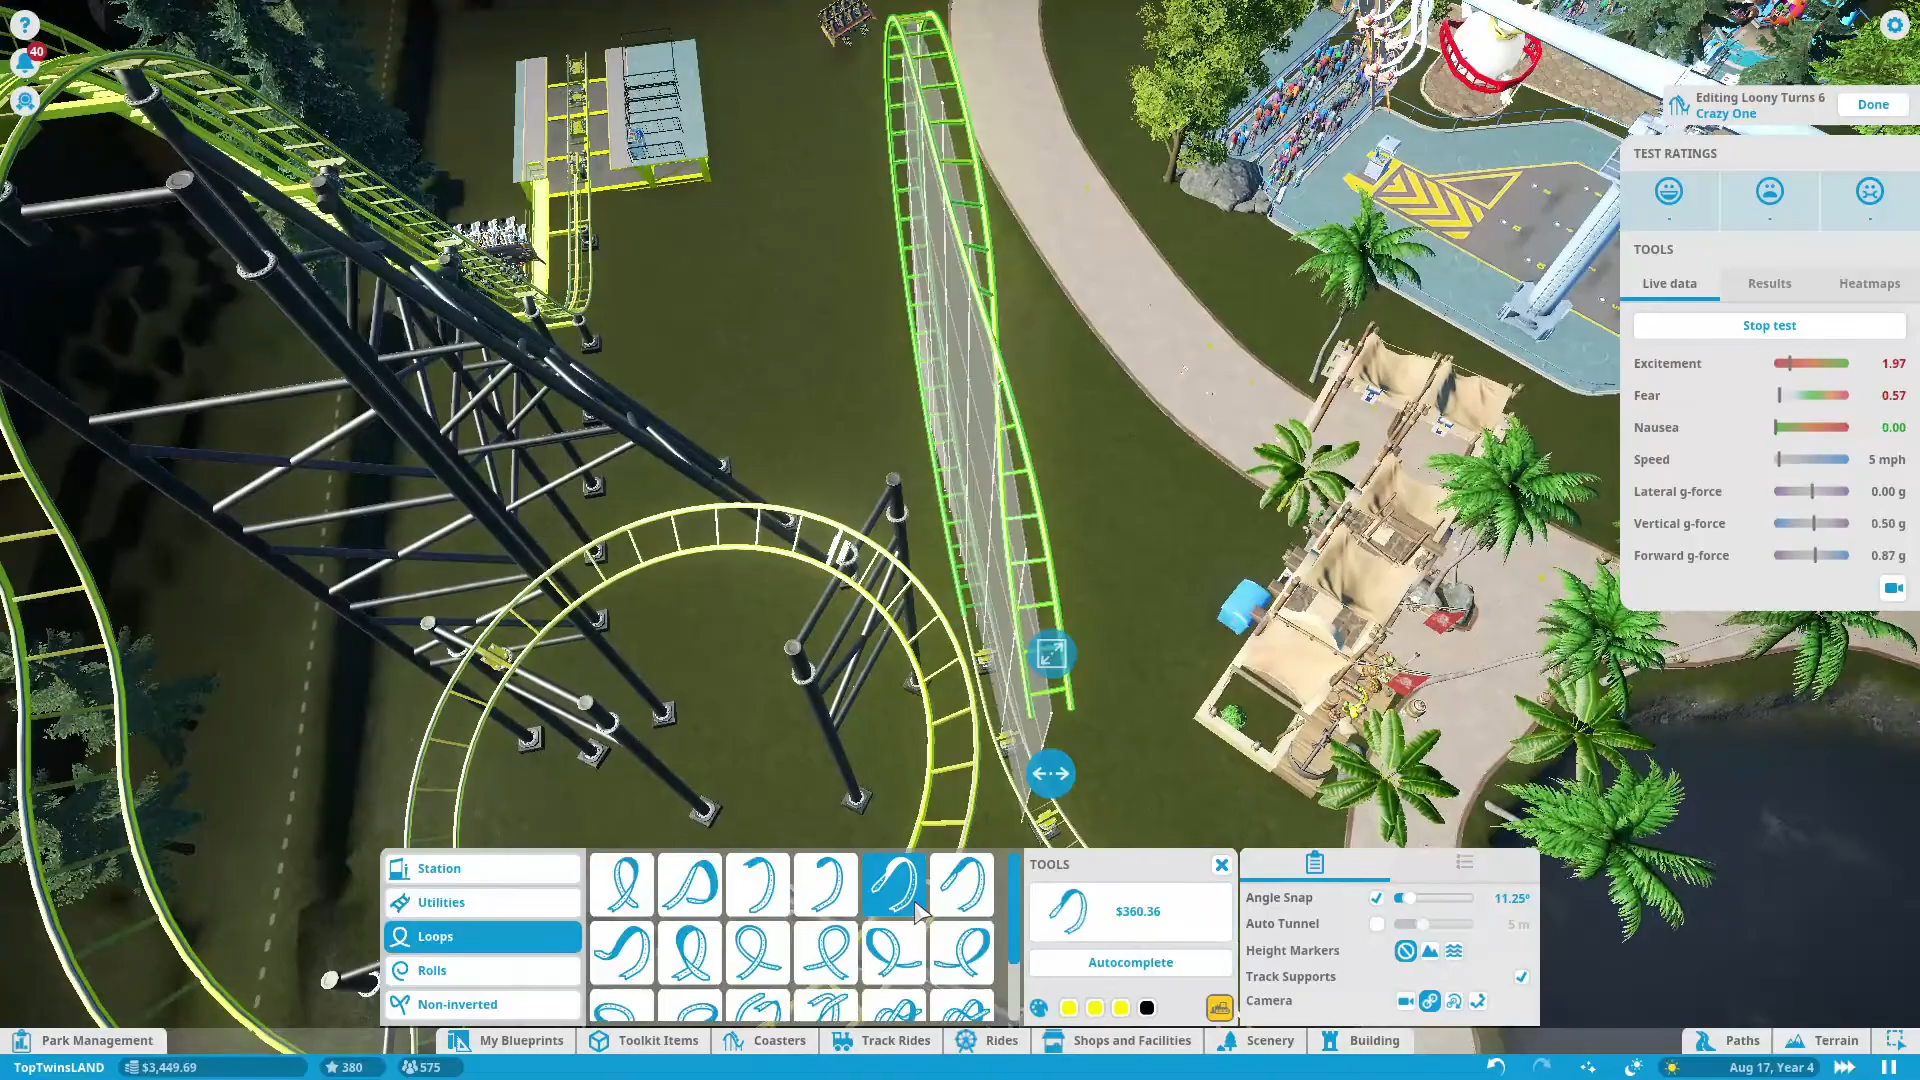 ?
40
Editing Loony Turns 6
Crazy One
Done
TEST RATINGS
- - -
TOOLS
Live data Results Heatmaps
Stop test
Excitement 1.97
Fear 0.57
Nausea 0.00
Speed 5 mph
Lateral g-force 0.00 g
Vertical g-force 0.50 g
Forward g-force 0.87 g
Station
Utilities
Loops
Rolls
Non-inverted
TOOLS
$360.36
Autocomplete
Angle Snap 11.25°
Auto Tunnel 5 m
Height Markers
Track Supports
Camera
Park Management My Blueprints Toolkit Items Coasters Track Rides Rides Shops and Facilities Scenery Building Paths Terrain
TopTwinsLAND $3,449.69 380 575 Aug 17, Year 4